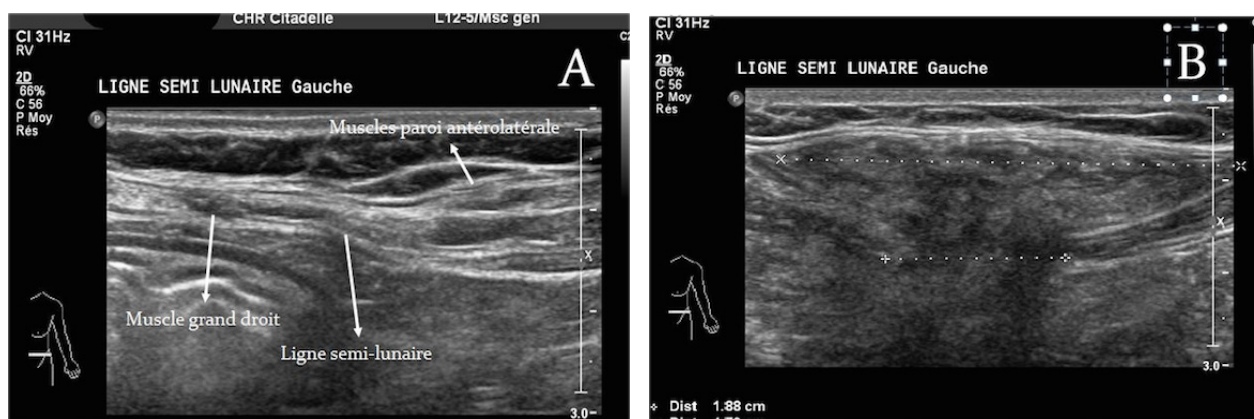 CHR Citadelle
L12-5/Msc gen
CI 31Hz
RV
2D
66%
C 56
P Moy
Rés
P
LIGNE SEMI LUNAIRE Gauche
A
Muscles paroi antérolatérale
Muscle grand droit
Ligne semi-lunaire
X
3.0
CI 31Hz
RV
2D
66%
C 56
P Moy
Rés
P
LIGNE SEMI LUNAIRE Gauche
B
X
3.0
Dist 1.88 cm